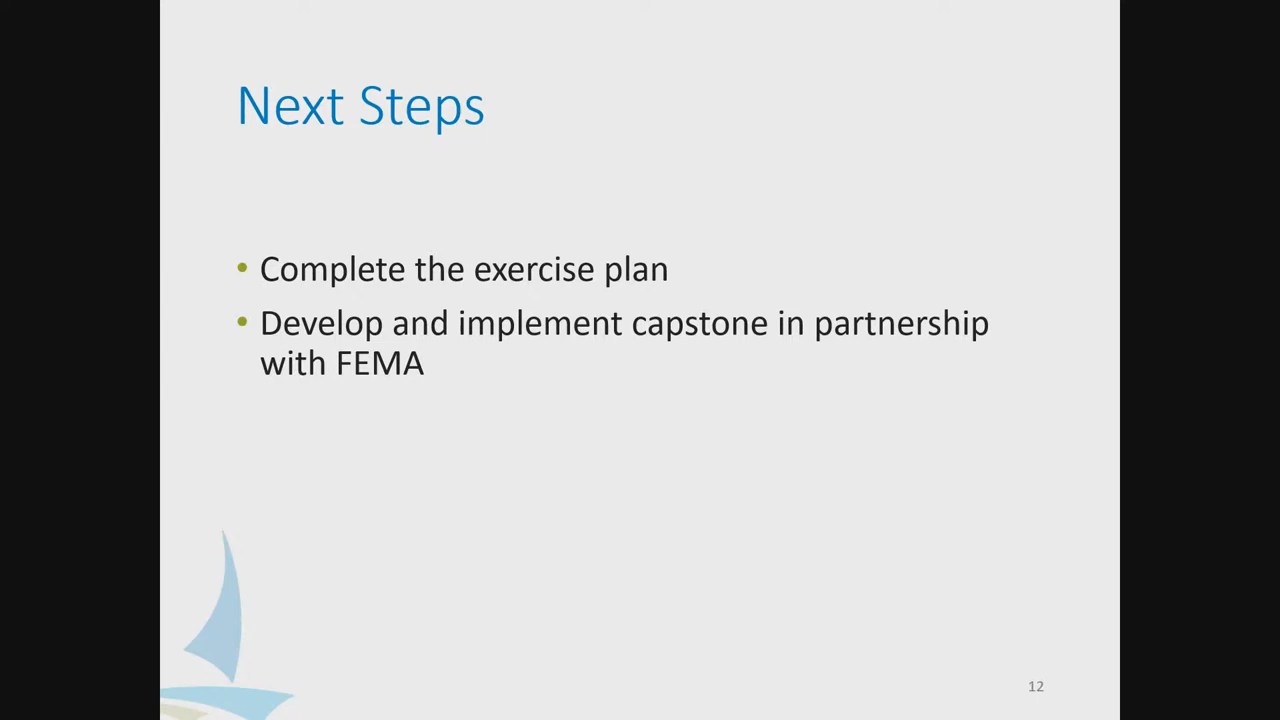 Next Steps
• Complete the exercise plan
• Develop and implement capstone in partnership
with FEMA
12